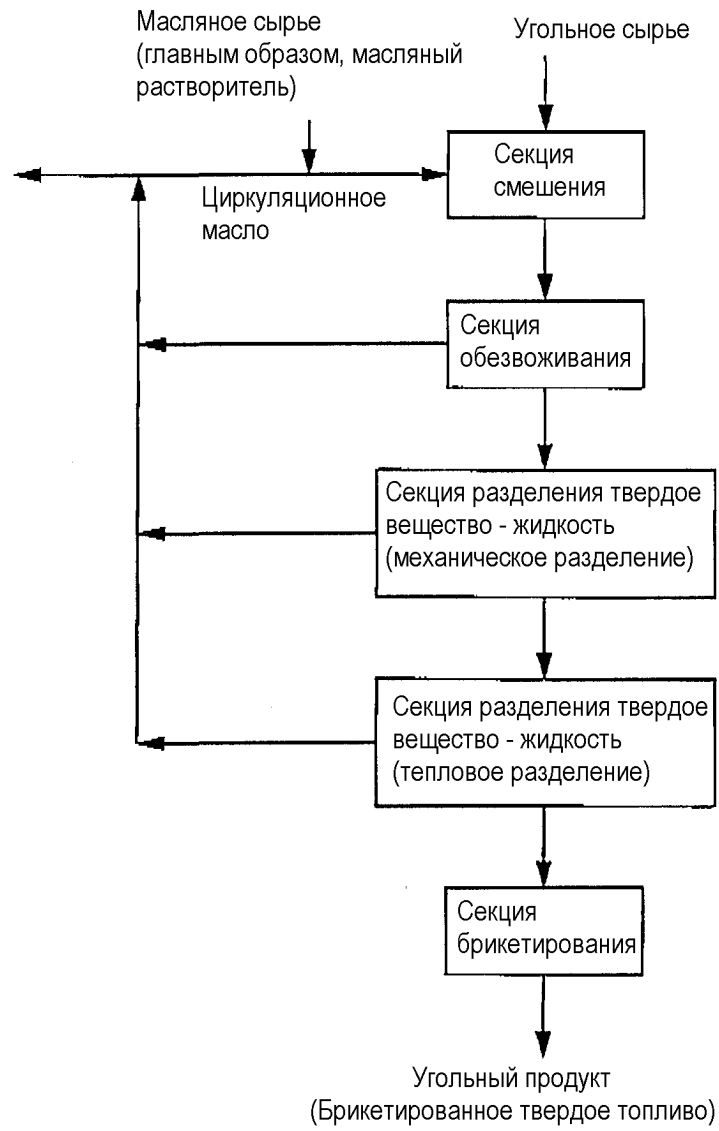 Масляное сырье
(главным образом, масляный
растворитель)
Угольное сырье
Секция
смешения
Циркуляционное
масло
Секция
обезвоживания
Секция разделения твердое
вещество - жидкость
(механическое разделение)
Секция разделения твердое
вещество - жидкость
(тепловое разделение)
Секция
брикетирования
Угольный продукт
(Брикетированное твердое топливо)